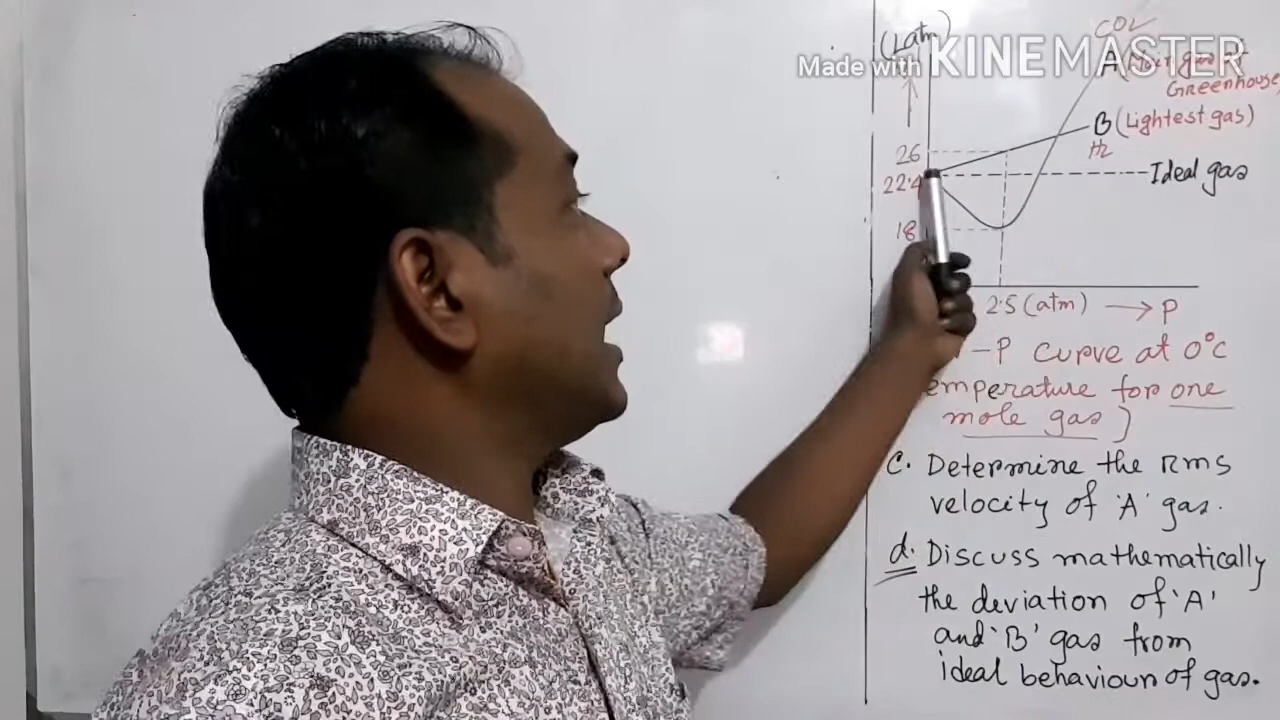 Made with KINEMASTER
(Latm)
CO2
A
Greenhouse
26
B (Lightest gas)
H2
22.4
Ideal gas
18
2.5 (atm) → P
-P curve at 0°c
emperature for one
mole gas)
c. Determine the RMS
velocity of 'A' gas.
d. Discuss mathematically
the deviation of 'A'
and 'B' gas from
ideal behaviour of gas.